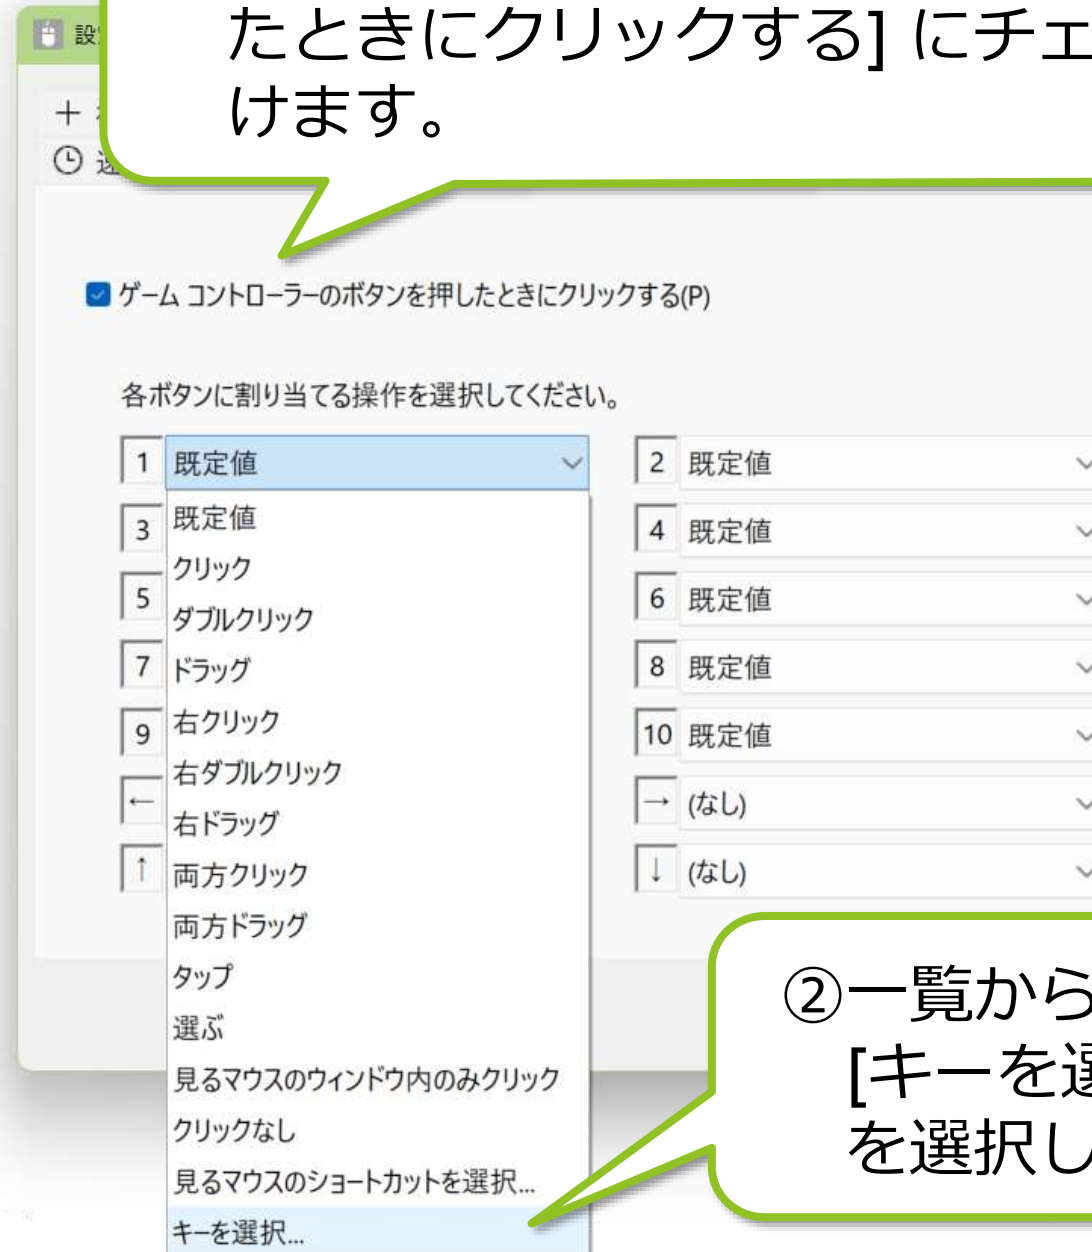 たときにクリックする] にチェ
けます。
設
＋
ゲーム コントローラーのボタンを押したときにクリックする(P)
各ボタンに割り当てる操作を選択してください。
1 既定値 2 既定値
3 既定値 4 既定値
クリック
5 6 既定値
ダブルクリック
7 ドラッグ 8 既定値
9 右クリック 10 既定値
右ダブルクリック
← → (なし)
右ドラッグ
↑ 両方クリック ↓ (なし)
両方ドラッグ
タップ
選ぶ
見るマウスのウィンドウ内のみクリック
クリックなし
見るマウスのショートカットを選択...
キーを選択...
②一覧から
[キーを選
を選択し